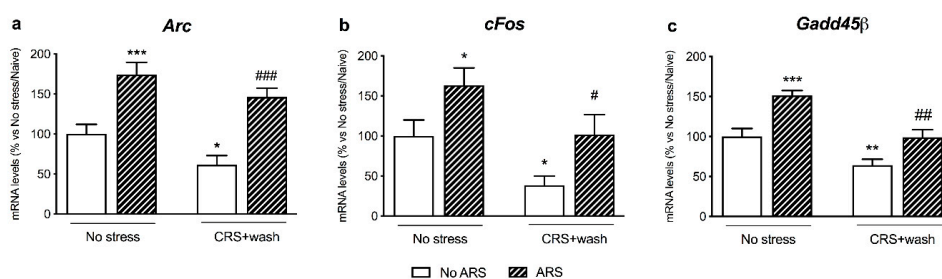 a
Arc
mRNA levels (% vs No stress/Naive)
200
150
100
50
0
***
*
###
No stress
CRS+wash
b
cFos
mRNA levels (% vs No stress/Naive)
200
150
100
50
0
*
*
#
No stress
CRS+wash
c
Gadd45β
mRNA levels (% vs No stress/Naive)
200
150
100
50
0
***
**
##
No stress
CRS+wash
No ARS
ARS